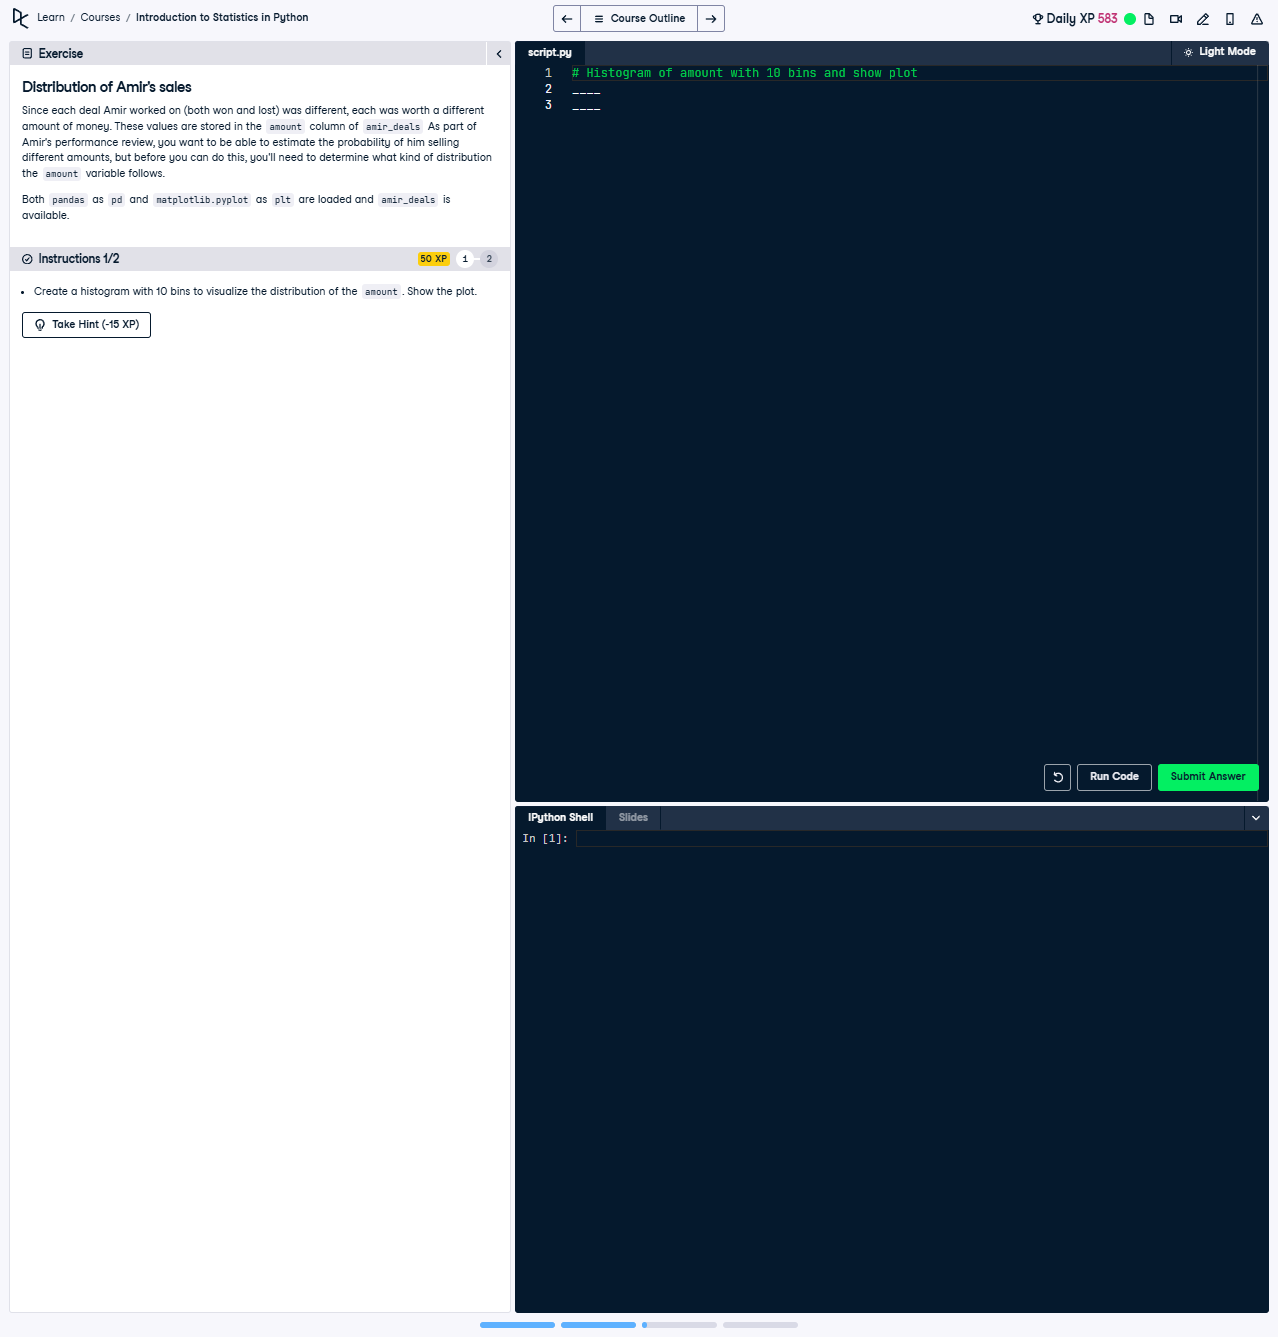 Learn / Courses / Introduction to Statistics in Python
Course Outline
Daily XP 583
Exercise
Distribution of Amir's sales
Since each deal Amir worked on (both won and lost) was different, each was worth a different
amount of money. These values are stored in the amount column of amir_deals As part of
Amir's performance review, you want to be able to estimate the probability of him selling
different amounts, but before you can do this, you'll need to determine what kind of distribution
the amount variable follows.
Both pandas as pd and matplotlib.pyplot as plt are loaded and amir_deals is
available.
Instructions 1/2
50 XP
1
2
• Create a histogram with 10 bins to visualize the distribution of the amount. Show the plot.
Take Hint (-15 XP)
script.py
Light Mode
1 # Histogram of amount with 10 bins and show plot
2 ____
3 ____
Run Code
Submit Answer
IPython Shell
Slides
In [1]: